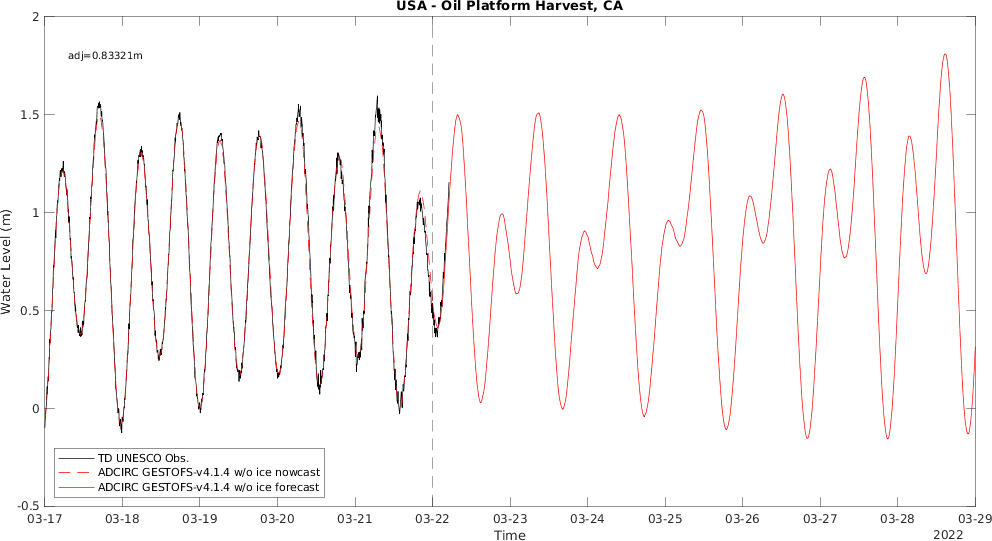 USA - Oil Platform Harvest, CA
adj=0.83321m
2
1.5
1
0.5
0
-0.5
Water Level (m)
TD UNESCO Obs.
ADCIRC GESTOFS-v4.1.4 w/o ice nowcast
ADCIRC GESTOFS-v4.1.4 w/o ice forecast
03-17 03-18 03-19 03-20 03-21 03-22 03-23 03-24 03-25 03-26 03-27 03-28 03-29
Time
2022